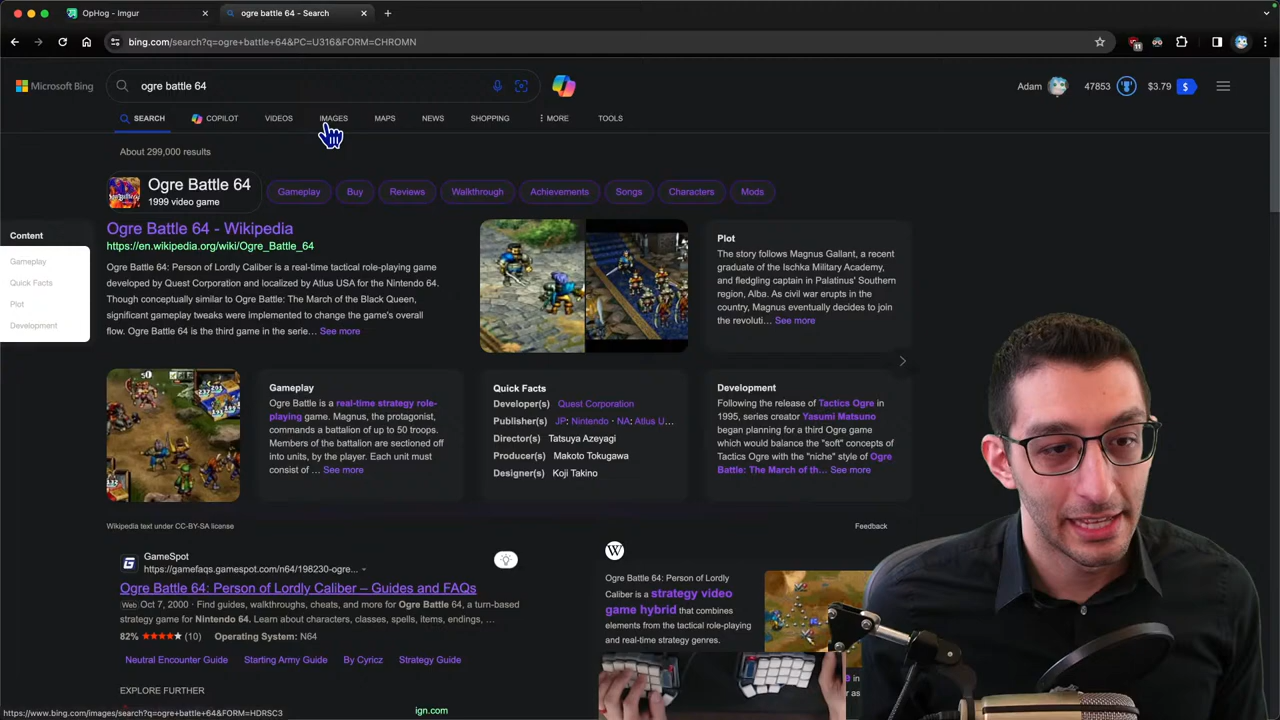 OpHog - Imgur
ogre battle 64 - Search
bing.com/search?q=ogre+battle+64&PC=U316&FORM=CHROMN
11
Microsoft Bing
ogre battle 64
Adam
47853
$3.79
$
SEARCH
COPILOT
VIDEOS
IMAGES
MAPS
NEWS
SHOPPING
MORE
TOOLS
About 299,000 results
Ogre Battle 64
1999 video game
Gameplay
Buy
Reviews
Walkthrough
Achievements
Songs
Characters
Mods
Content
Gameplay
Quick Facts
Plot
Development
Ogre Battle 64 - Wikipedia
https://en.wikipedia.org/wiki/Ogre_Battle_64
Ogre Battle 64: Person of Lordly Caliber is a real-time tactical role-playing game
developed by Quest Corporation and localized by Atlus USA for the Nintendo 64.
Though conceptually similar to Ogre Battle: The March of the Black Queen,
significant gameplay tweaks were implemented to change the game's overall
flow. Ogre Battle 64 is the third game in the serie... See more
Plot
The story follows Magnus Gallant, a recent
graduate of the Ischka Military Academy,
and fledgling captain in Palatinus' Southern
region, Alba. As civil war erupts in the
country, Magnus eventually decides to join
the revoluti... See more
Gameplay
Ogre Battle is a real-time strategy role-
playing game. Magnus, the protagonist,
commands a battalion of up to 50 troops.
Members of the battalion are sectioned off
into units, by the player. Each unit must
consist of ... See more
Quick Facts
Developer(s) Quest Corporation
Publisher(s) JP: Nintendo · NA: Atlus U...
Director(s) Tatsuya Azeyagi
Producer(s) Makoto Tokugawa
Designer(s) Koji Takino
Development
Following the release of Tactics Ogre in
1995, series creator Yasumi Matsuno
began planning for a third Ogre game
which would balance the "soft" concepts of
Tactics Ogre with the "niche" style of Ogre
Battle: The March of th... See more
Wikipedia text under CC-BY-SA license
Feedback
G
GameSpot
https://gamefaqs.gamespot.com/n64/198230-ogre...
Ogre Battle 64: Person of Lordly Caliber – Guides and FAQs
Web Oct 7, 2000 · Find guides, walkthroughs, cheats, and more for Ogre Battle 64, a turn-based
strategy game for Nintendo 64. Learn about characters, classes, spells, items, endings, ...
82% ★★★★★ (10) Operating System: N64
Neutral Encounter Guide
Starting Army Guide
By Cyricz
Strategy Guide
EXPLORE FURTHER
ign.com
W
Ogre Battle 64: Person of Lordly
Caliber is a strategy video
game hybrid that combines
elements from the tactical role-playing
and real-time strategy genres.
https://www.bing.com/images/search?q=ogre+battle+64&FORM=HDRSC3